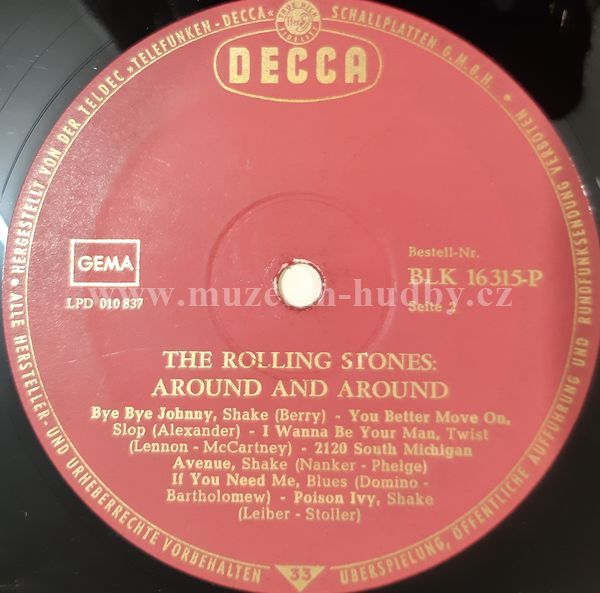 HERGESTELLT VON DER TELDEC »TELEFUNKEN-DECCA« SCHALLPLATTEN G.M.B.H. • ALLE HERSTELLER- UND URHEBERRECHTE VORBEHALTEN
ÜBERSPIELUNG, ÖFFENTLICHE AUFFÜHRUNG UND RUNDFUNKSENDUNG VERBOTEN
DECCA
GEMA
LPD 010 837
Bestell-Nr.
BLK 16315-P
Seite 2
www.muzeum-hudby.cz
THE ROLLING STONES:
AROUND AND AROUND
Bye Bye Johnny, Shake (Berry) - You Better Move On,
Slop (Alexander) - I Wanna Be Your Man, Twist
(Lennon - McCartney) - 2120 South Michigan
Avenue, Shake (Nanker - Phelge)
If You Need Me, Blues (Domino -
Bartholomew) - Poison Ivy, Shake
(Leiber - Stoller)
33